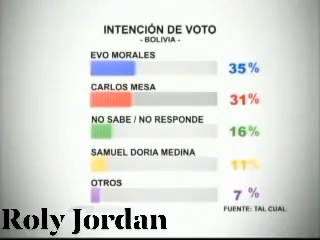 INTENCIÓN DE VOTO
- BOLIVIA -
EVO MORALES
35%
CARLOS MESA
31%
NO SABE / NO RESPONDE
16%
SAMUEL DORIA MEDINA
11%
OTROS
7 %
FUENTE: TAL CUAL
Roly Jordan